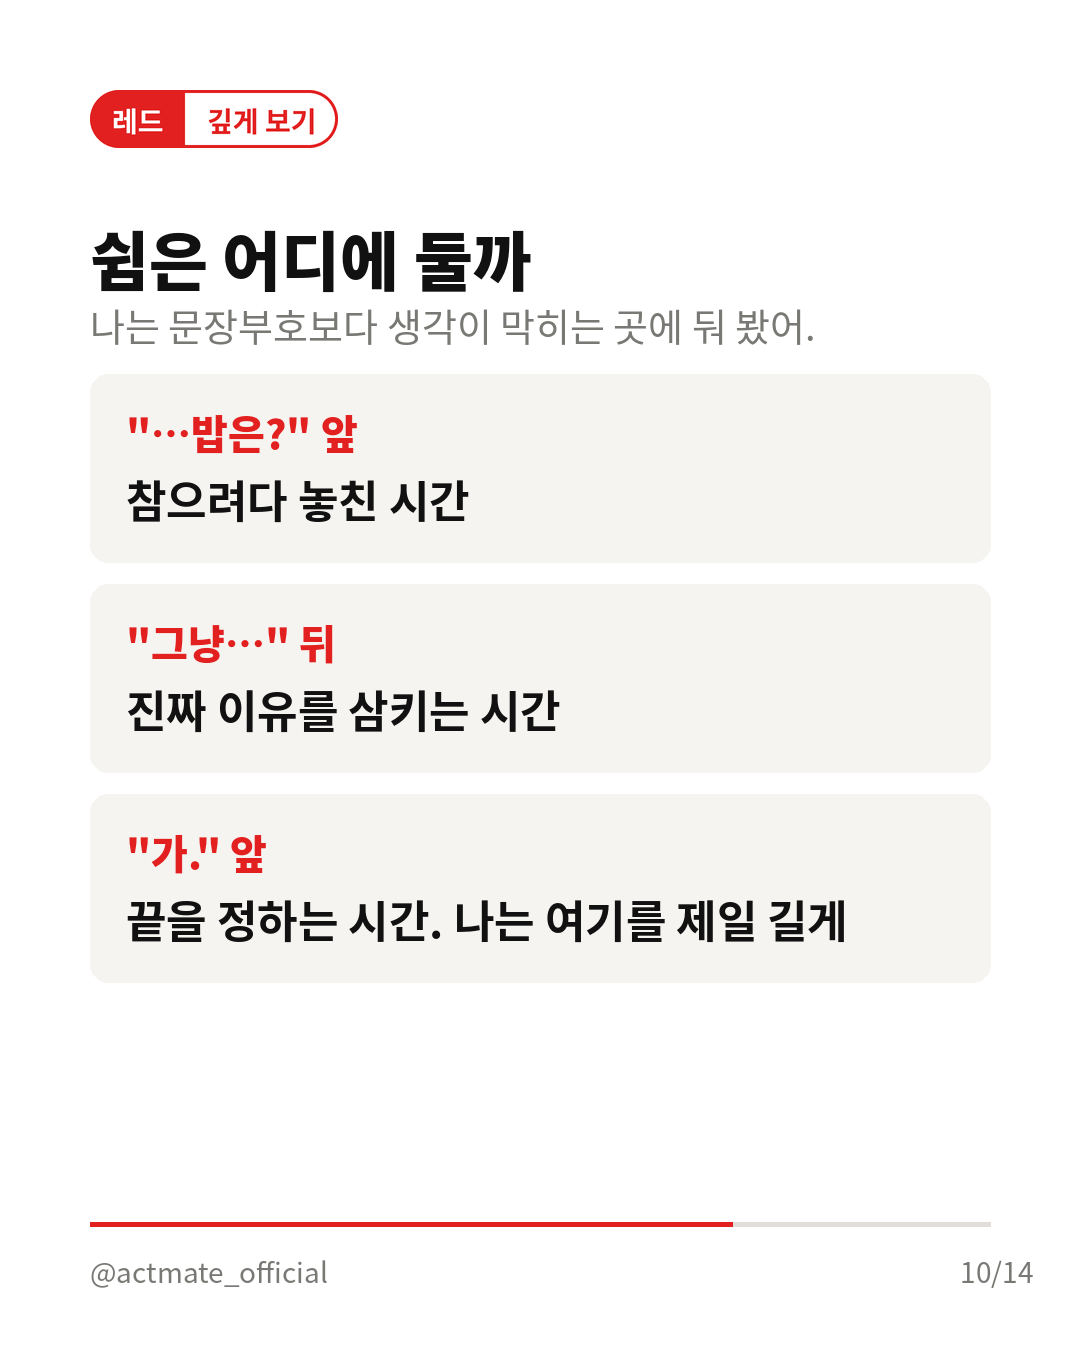 레드 깊게 보기
쉼은 어디에 둘까
나는 문장부호보다 생각이 막히는 곳에 둬 봤어.
"…밥은?" 앞
참으려다 놓친 시간
"그냥…" 뒤
진짜 이유를 삼키는 시간
"가." 앞
끝을 정하는 시간. 나는 여기를 제일 길게
@actmate_official 10/14